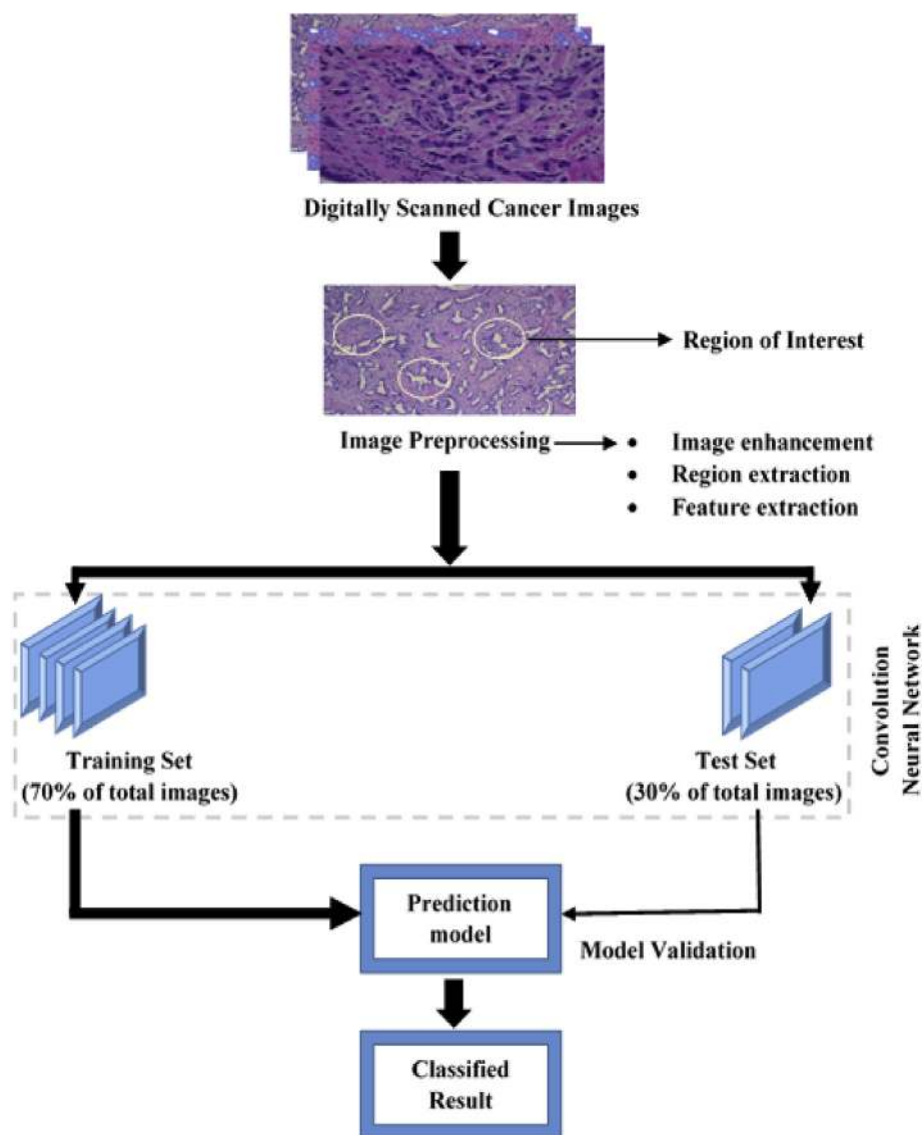 Digitally Scanned Cancer Images
Region of Interest
Image Preprocessing
• Image enhancement
• Region extraction
• Feature extraction
Convolution
Neural Network
Training Set
(70% of total images)
Test Set
(30% of total images)
Prediction
model
Model Validation
Classified
Result